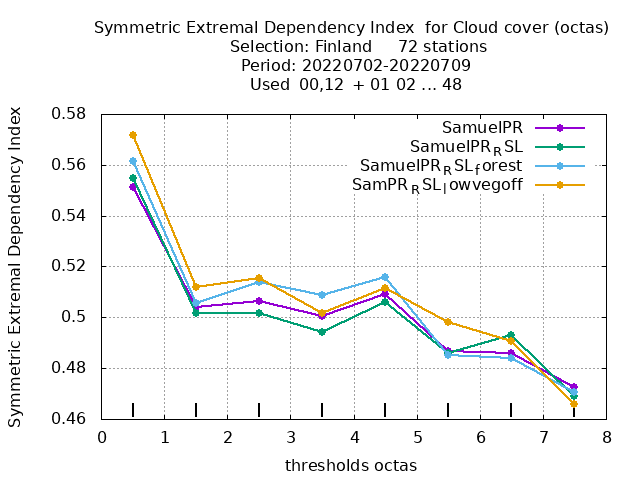 Symmetric Extremal Dependency Index  for Cloud cover (octas)
Selection: Finland     72 stations
Period: 20220702-20220709
Used  00,12  + 01 02 ... 48
Symmetric Extremal Dependency Index
0.58
0.56
0.54
0.52
0.5
0.48
0.46
SamuelPR
SamuelPR_RSL
SamuelPR_RSL_forest
SamPR_RSL_lowvegoff
0 1 2 3 4 5 6 7 8
thresholds octas